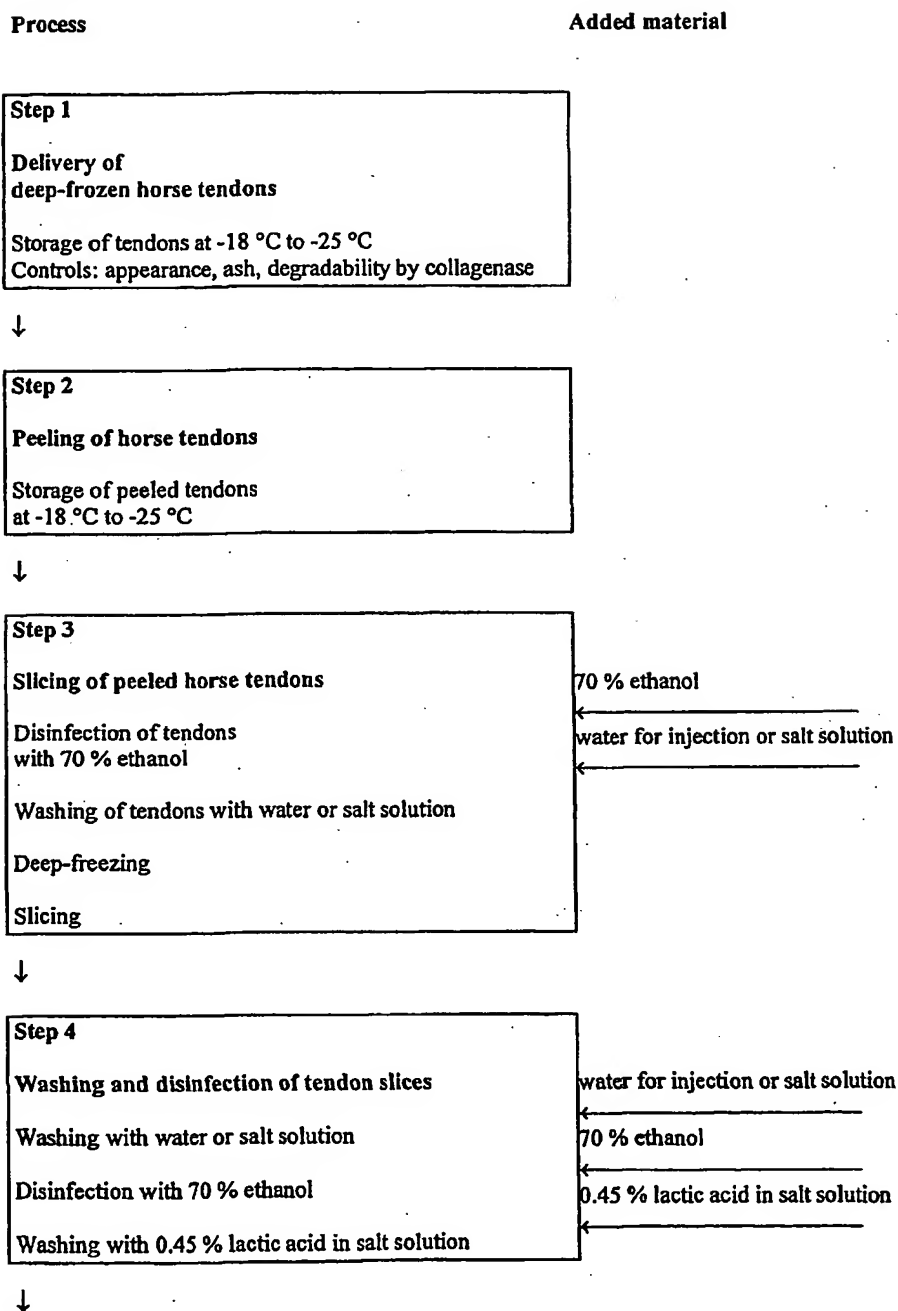 Process Added material
Step 1
Delivery of
deep-frozen horse tendons
Storage of tendons at -18 °C to -25 °C
Controls: appearance, ash, degradability by collagenase
↓
Step 2
Peeling of horse tendons
Storage of peeled tendons
at -18 °C to -25 °C
↓
Step 3
Slicing of peeled horse tendons 70 % ethanol
Disinfection of tendons water for injection or salt solution
with 70 % ethanol
Washing of tendons with water or salt solution
Deep-freezing
Slicing
↓
Step 4
Washing and disinfection of tendon slices water for injection or salt solution
Washing with water or salt solution 70 % ethanol
Disinfection with 70 % ethanol 0.45 % lactic acid in salt solution
Washing with 0.45 % lactic acid in salt solution
↓